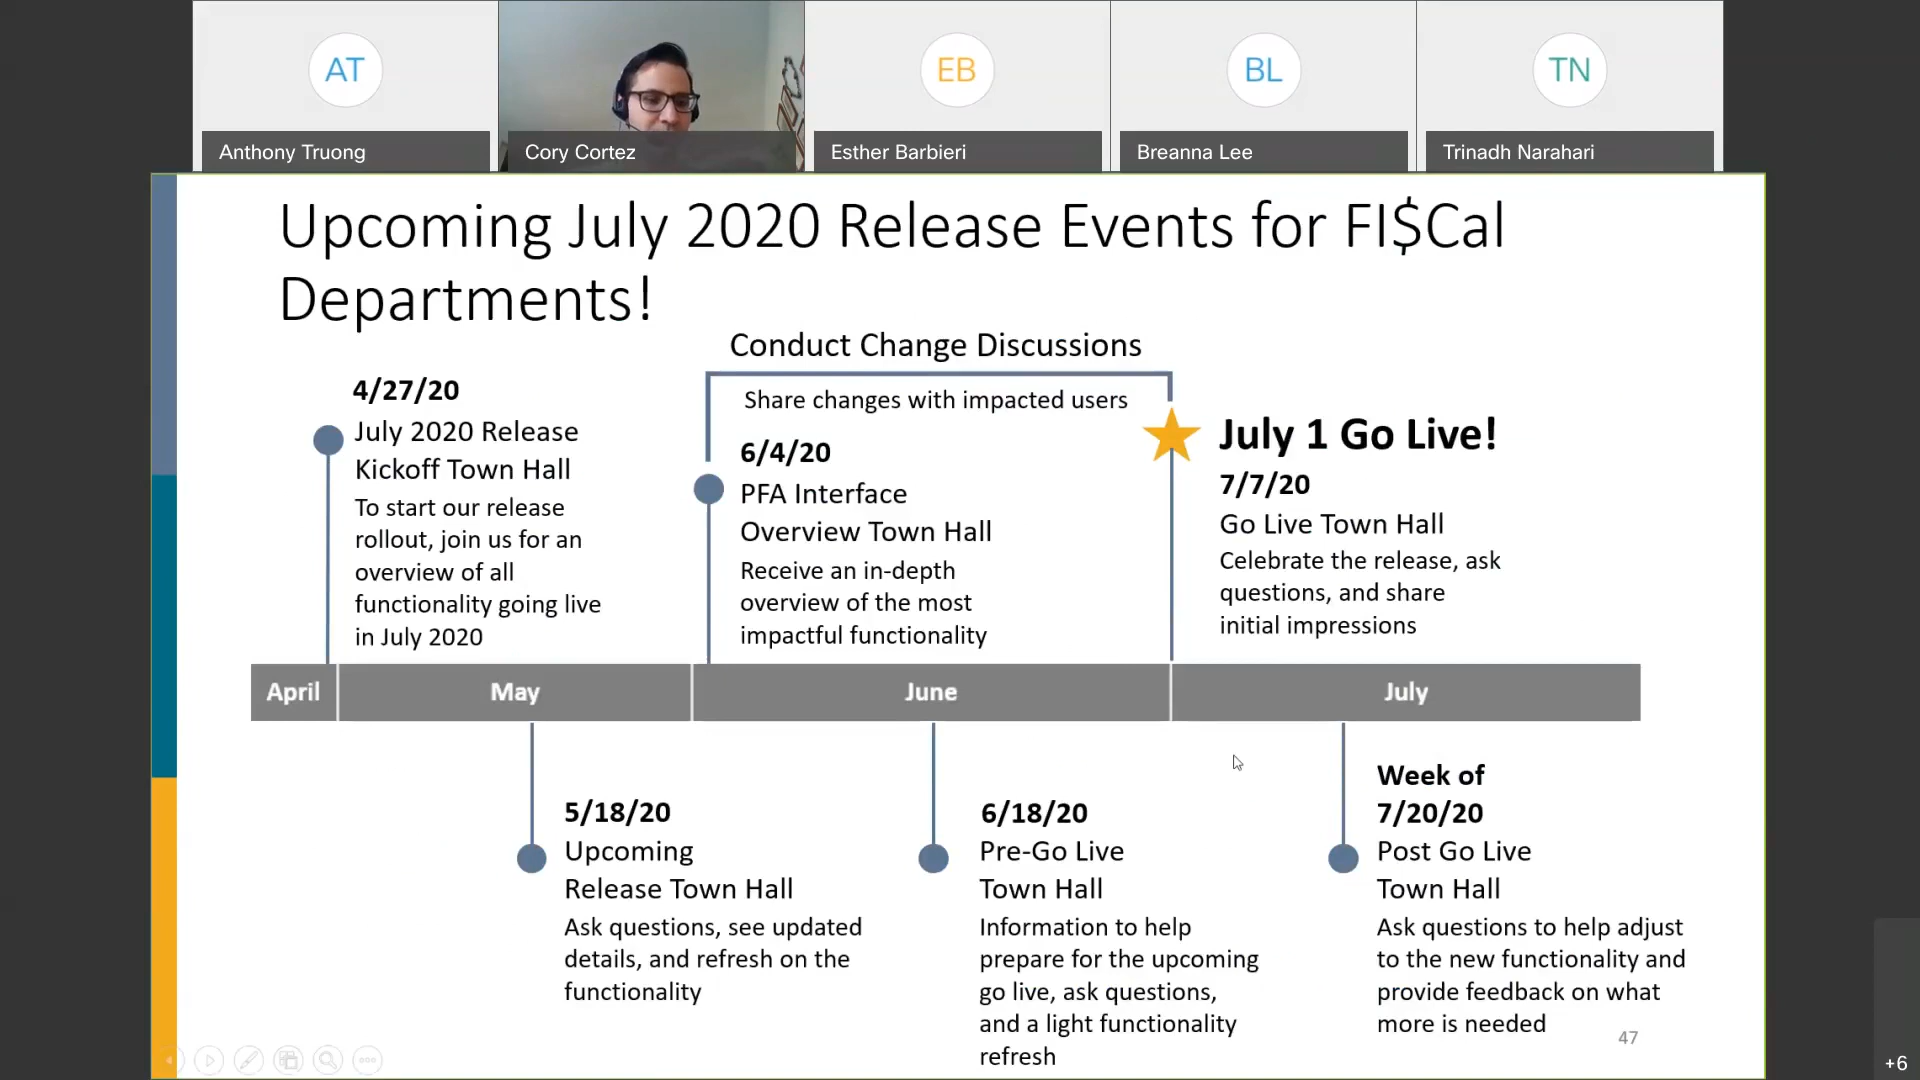 AT
EB
BL
TN
Anthony Truong
Cory Cortez
Esther Barbieri
Breanna Lee
Trinadh Narahari
Upcoming July 2020 Release Events for FI$Cal
Departments!
Conduct Change Discussions
Share changes with impacted users
4/27/20
July 2020 Release
Kickoff Town Hall
To start our release
rollout, join us for an
overview of all
functionality going live
in July 2020
6/4/20
PFA Interface
Overview Town Hall
Receive an in-depth
overview of the most
impactful functionality
July 1 Go Live!
7/7/20
Go Live Town Hall
Celebrate the release, ask
questions, and share
initial impressions
April
May
June
July
5/18/20
Upcoming
Release Town Hall
Ask questions, see updated
details, and refresh on the
functionality
6/18/20
Pre-Go Live
Town Hall
Information to help
prepare for the upcoming
go live, ask questions,
and a light functionality
refresh
Week of
7/20/20
Post Go Live
Town Hall
Ask questions to help adjust
to the new functionality and
provide feedback on what
more is needed
47
+6